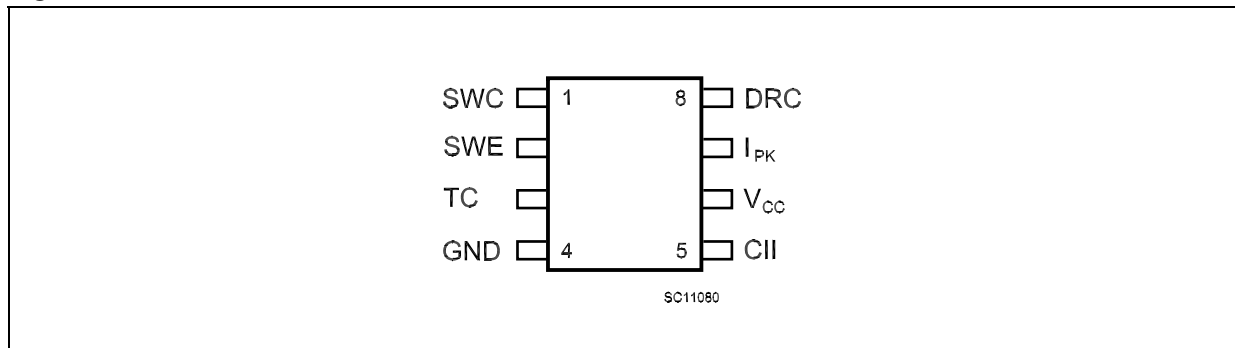 SWC 1 8 DRC
SWE I_PK
TC V_CC
GND 4 5 CII
SC11080